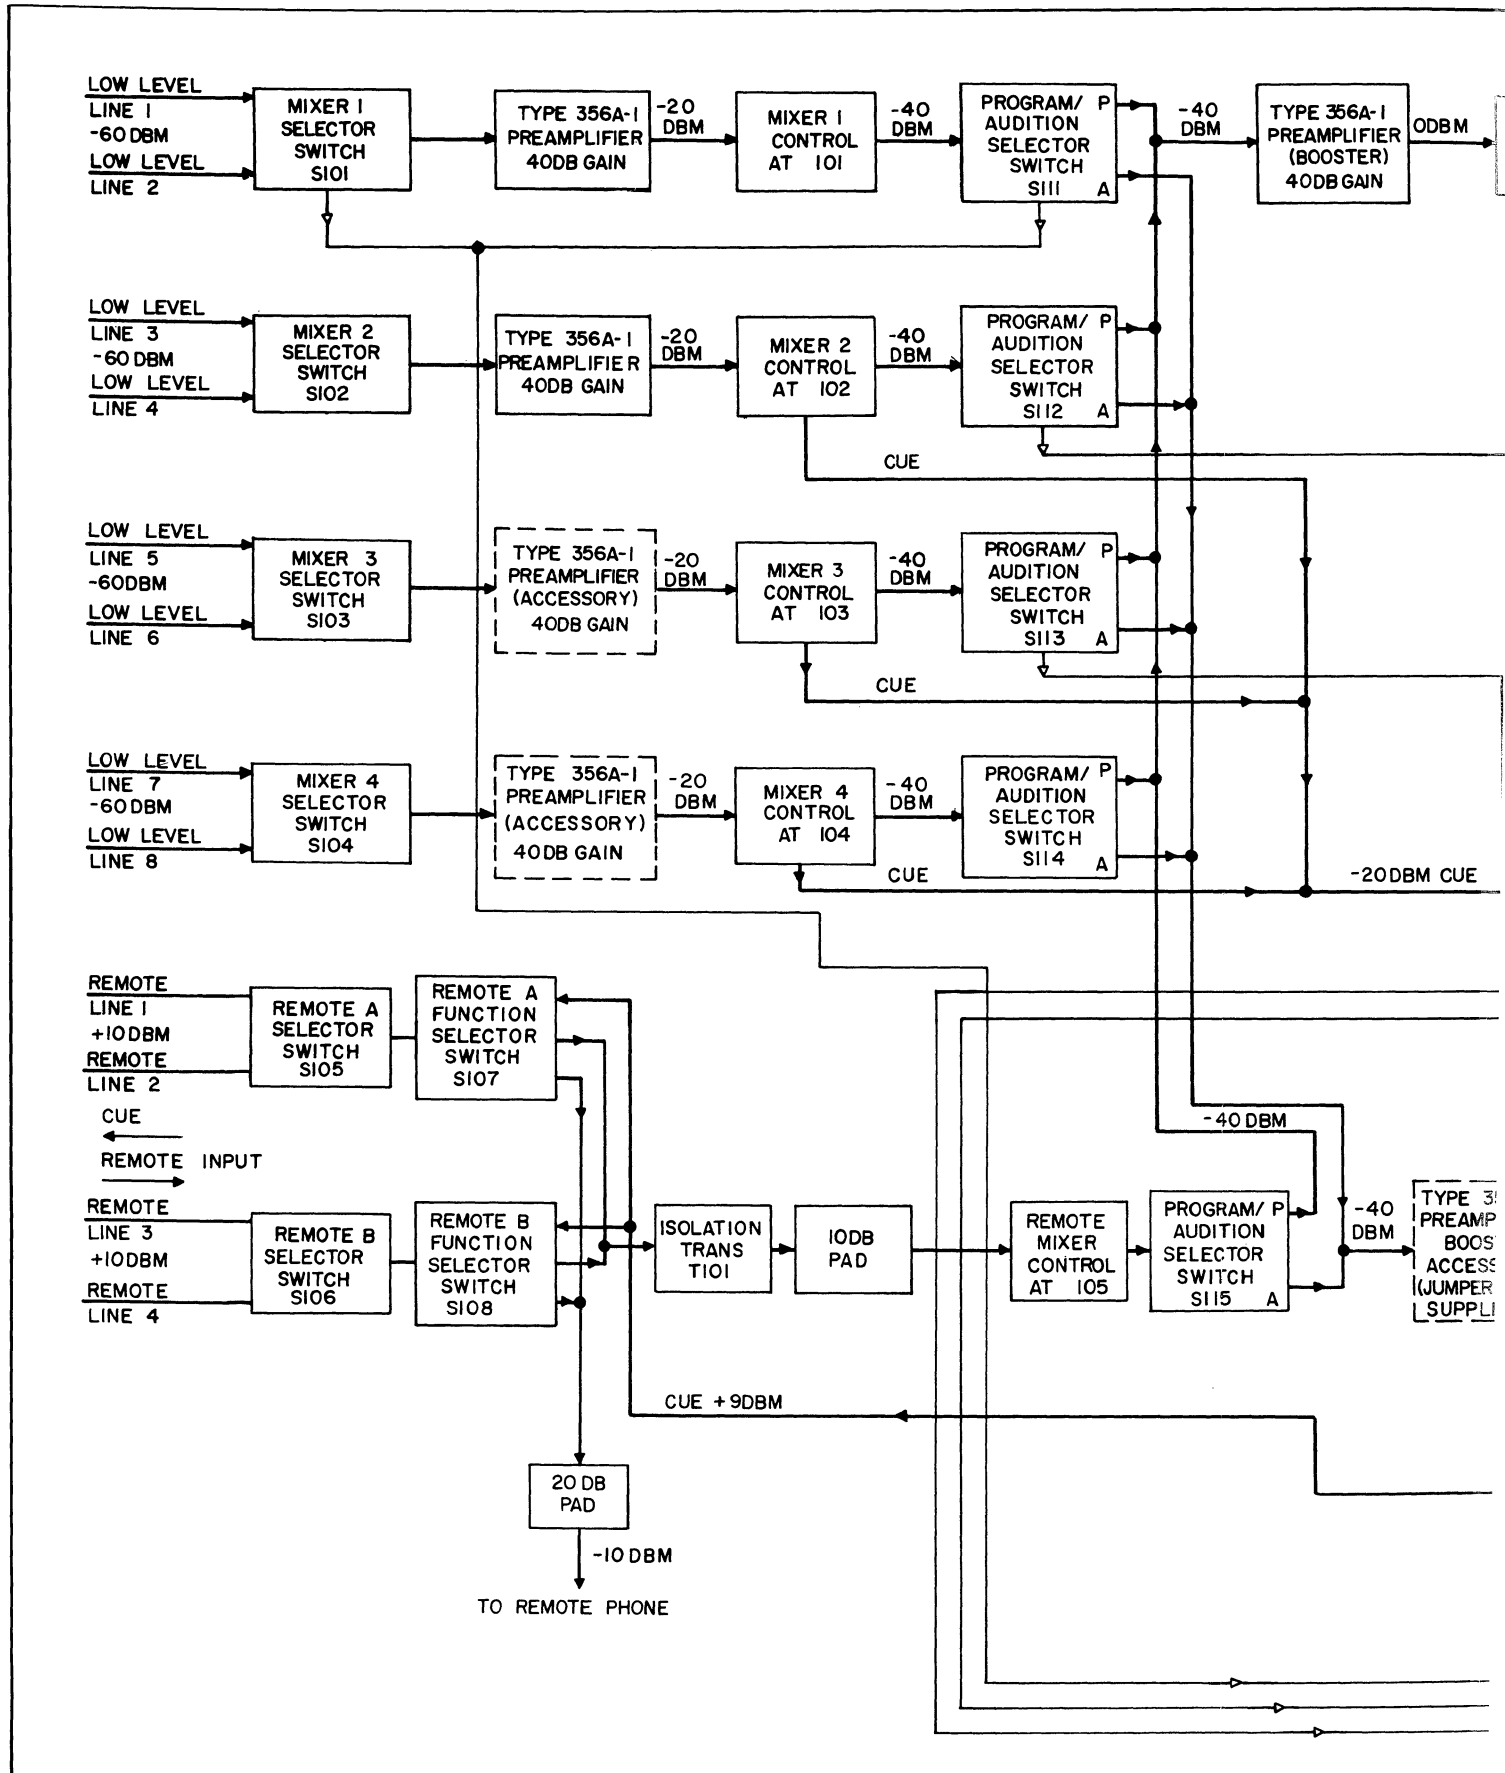 LOW LEVEL
LINE 1
-60 DBM
LOW LEVEL
LINE 2
MIXER 1
SELECTOR
SWITCH
S101
TYPE 356A-1
PREAMPLIFIER
40DB GAIN
-20
DBM
MIXER 1
CONTROL
AT 101
-40
DBM
PROGRAM/ P
AUDITION
SELECTOR
SWITCH
S111 A
-40
DBM
TYPE 356A-1
PREAMPLIFIER
(BOOSTER)
40DB GAIN
0DBM
LOW LEVEL
LINE 3
-60 DBM
LOW LEVEL
LINE 4
MIXER 2
SELECTOR
SWITCH
S102
TYPE 356A-1
PREAMPLIFIER
40DB GAIN
-20
DBM
MIXER 2
CONTROL
AT 102
-40
DBM
PROGRAM/ P
AUDITION
SELECTOR
SWITCH
S112 A
CUE
LOW LEVEL
LINE 5
-60DBM
LOW LEVEL
LINE 6
MIXER 3
SELECTOR
SWITCH
S103
TYPE 356A-1
PREAMPLIFIER
(ACCESSORY)
40DB GAIN
-20
DBM
MIXER 3
CONTROL
AT 103
-40
DBM
PROGRAM/ P
AUDITION
SELECTOR
SWITCH
S113 A
CUE
LOW LEVEL
LINE 7
-60DBM
LOW LEVEL
LINE 8
MIXER 4
SELECTOR
SWITCH
S104
TYPE 356A-1
PREAMPLIFIER
(ACCESSORY)
40DB GAIN
-20
DBM
MIXER 4
CONTROL
AT 104
-40
DBM
PROGRAM/ P
AUDITION
SELECTOR
SWITCH
S114 A
CUE
-20DBM CUE
REMOTE
LINE 1
+10DBM
REMOTE
LINE 2
REMOTE A
SELECTOR
SWITCH
S105
REMOTE A
FUNCTION
SELECTOR
SWITCH
S107
CUE
REMOTE INPUT
REMOTE
LINE 3
+10DBM
REMOTE
LINE 4
REMOTE B
SELECTOR
SWITCH
S106
REMOTE B
FUNCTION
SELECTOR
SWITCH
S108
ISOLATION
TRANS
T101
10DB
PAD
REMOTE
MIXER
CONTROL
AT 105
-40DBM
PROGRAM/ P
AUDITION
SELECTOR
SWITCH
S115 A
-40
DBM
TYPE 3
PREAMP
BOOS
ACCESS
(JUMPER
SUPPLI
CUE +9DBM
20 DB
PAD
-10 DBM
TO REMOTE PHONE